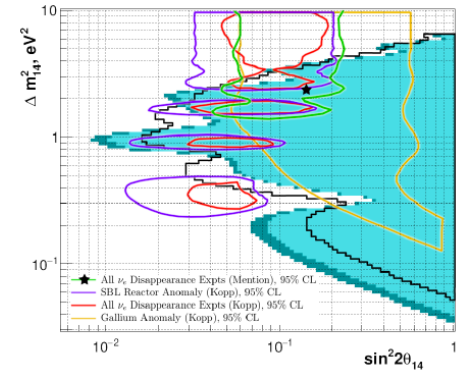 Δ m²₁₄, eV²
10
1
10⁻¹
All νₑ Disappearance Expts (Mention), 95% CL
SBL Reactor Anomaly (Kopp), 95% CL
All νₑ Disappearance Expts (Kopp), 95% CL
Gallium Anomaly (Kopp), 95% CL
10⁻² 10⁻¹ 1
sin²2θ₁₄